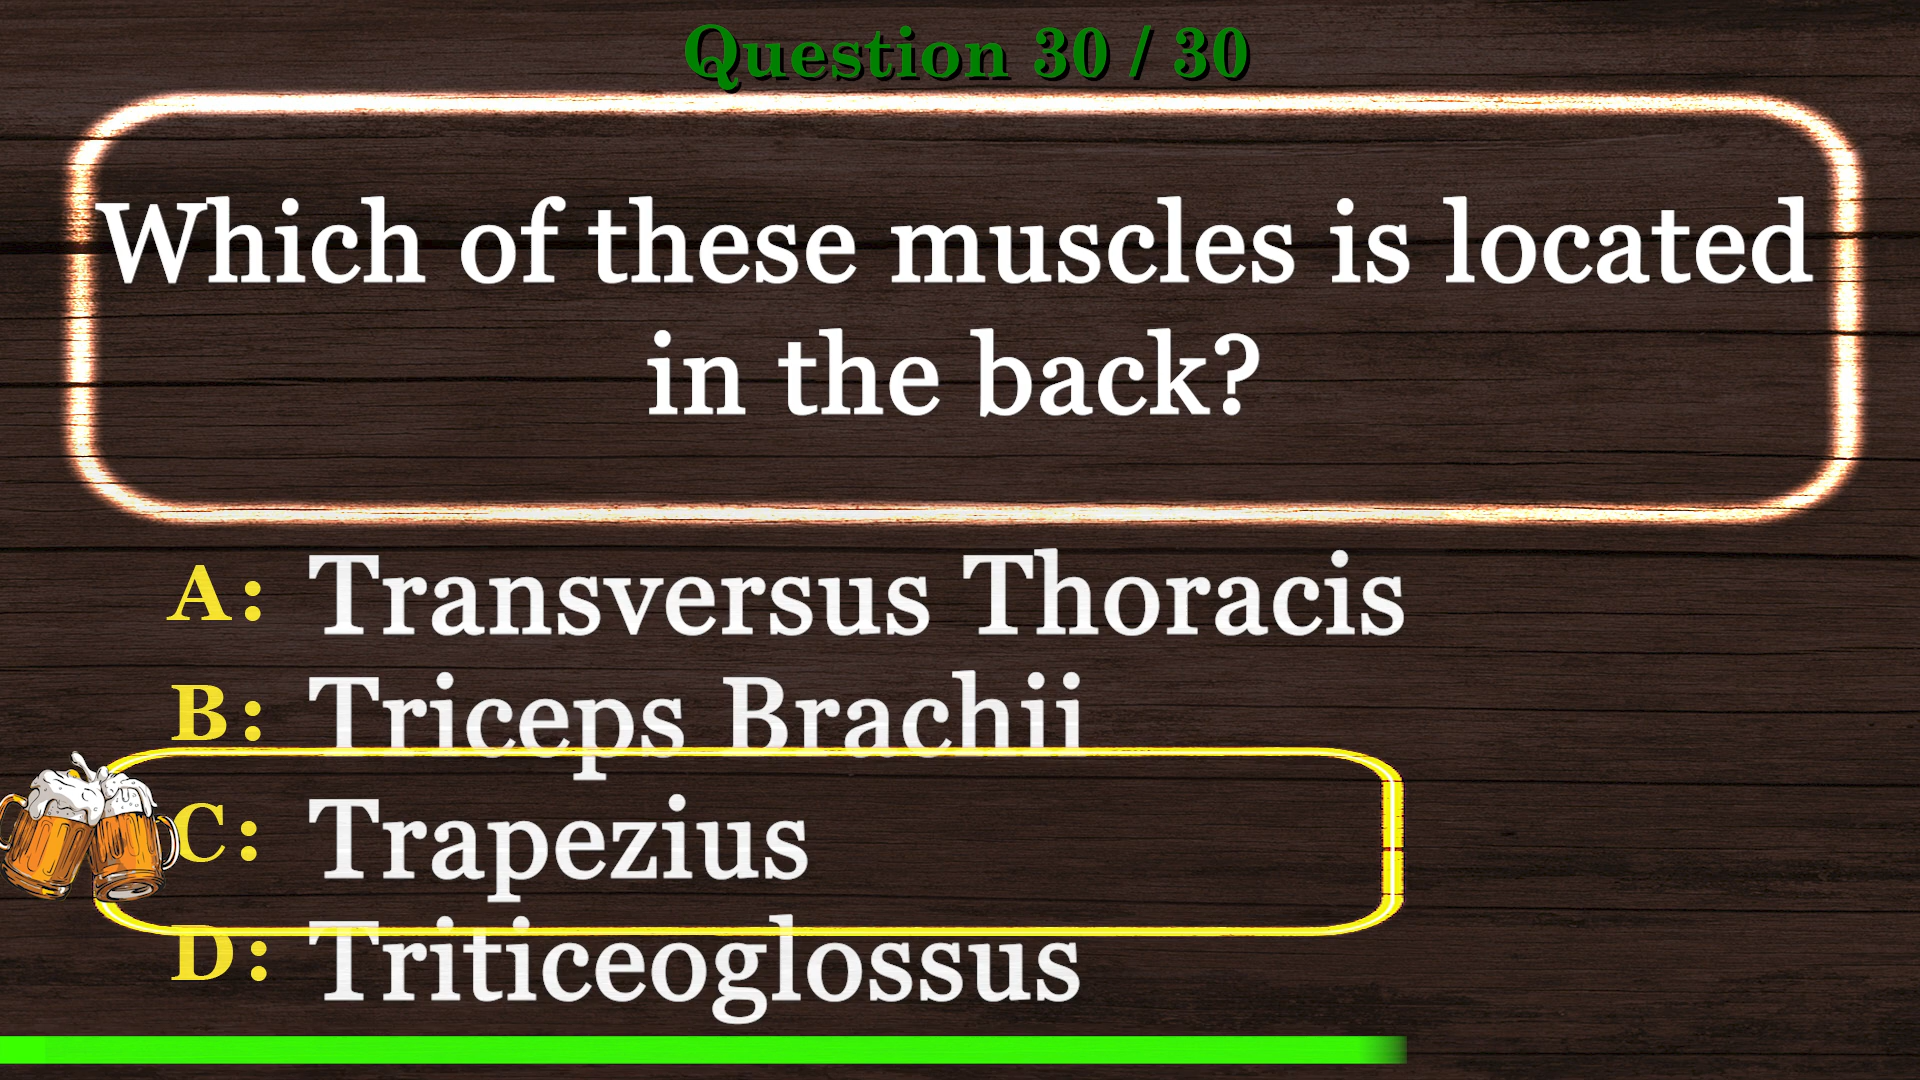 Question 30 / 30
Which of these muscles is located
in the back?
A: Transversus Thoracis
B: Triceps Brachii
C: Trapezius
D: Triticeoglossus